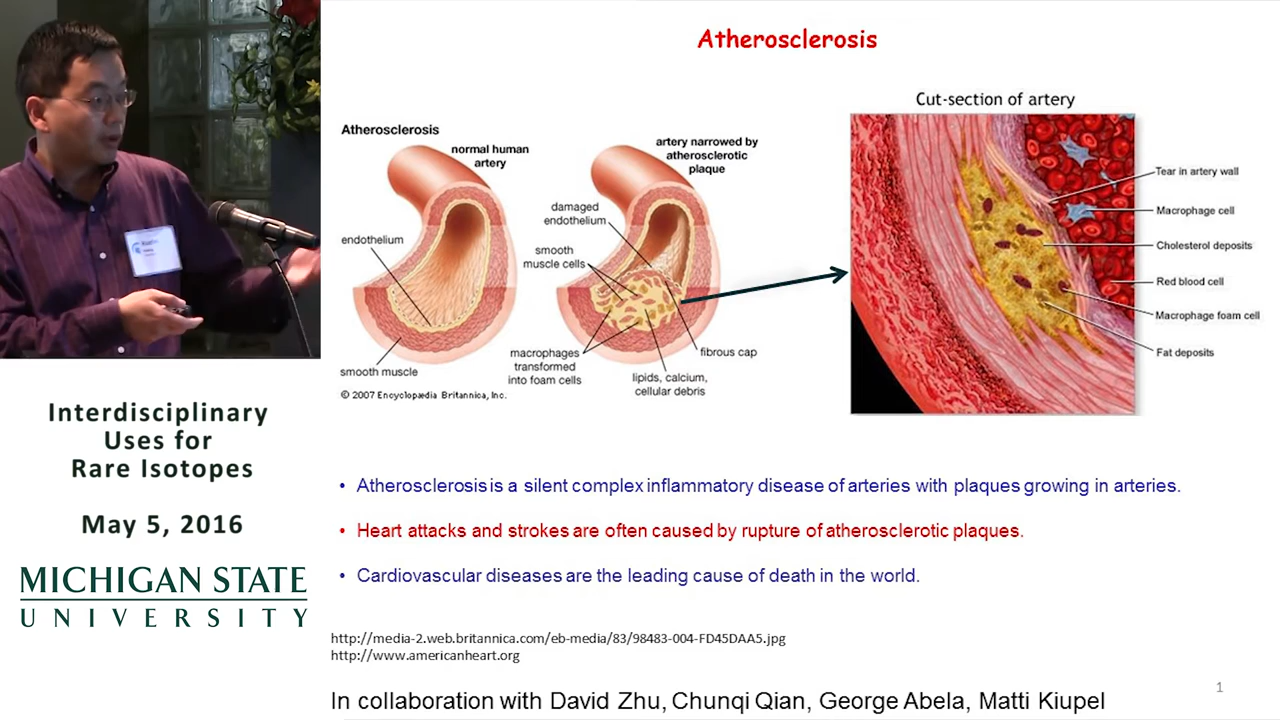 Atherosclerosis
Cut-section of artery
Atherosclerosis
normal human
artery
artery narrowed by
atherosclerotic
plaque
endothelium
smooth muscle
damaged
endothelium
smooth
muscle cells
macrophages
transformed
into foam cells
lipids, calcium,
cellular debris
fibrous cap
© 2007 Encyclopædia Britannica, Inc.
Tear in artery wall
Macrophage cell
Cholesterol deposits
Red blood cell
Macrophage foam cell
Fat deposits
Interdisciplinary
Uses for
Rare Isotopes
May 5, 2016
MICHIGAN STATE
UNIVERSITY
• Atherosclerosis is a silent complex inflammatory disease of arteries with plaques growing in arteries.
• Heart attacks and strokes are often caused by rupture of atherosclerotic plaques.
• Cardiovascular diseases are the leading cause of death in the world.
http://media-2.web.britannica.com/eb-media/83/98483-004-FD45DAA5.jpg
http://www.americanheart.org
In collaboration with David Zhu, Chunqi Qian, George Abela, Matti Kiupel
1